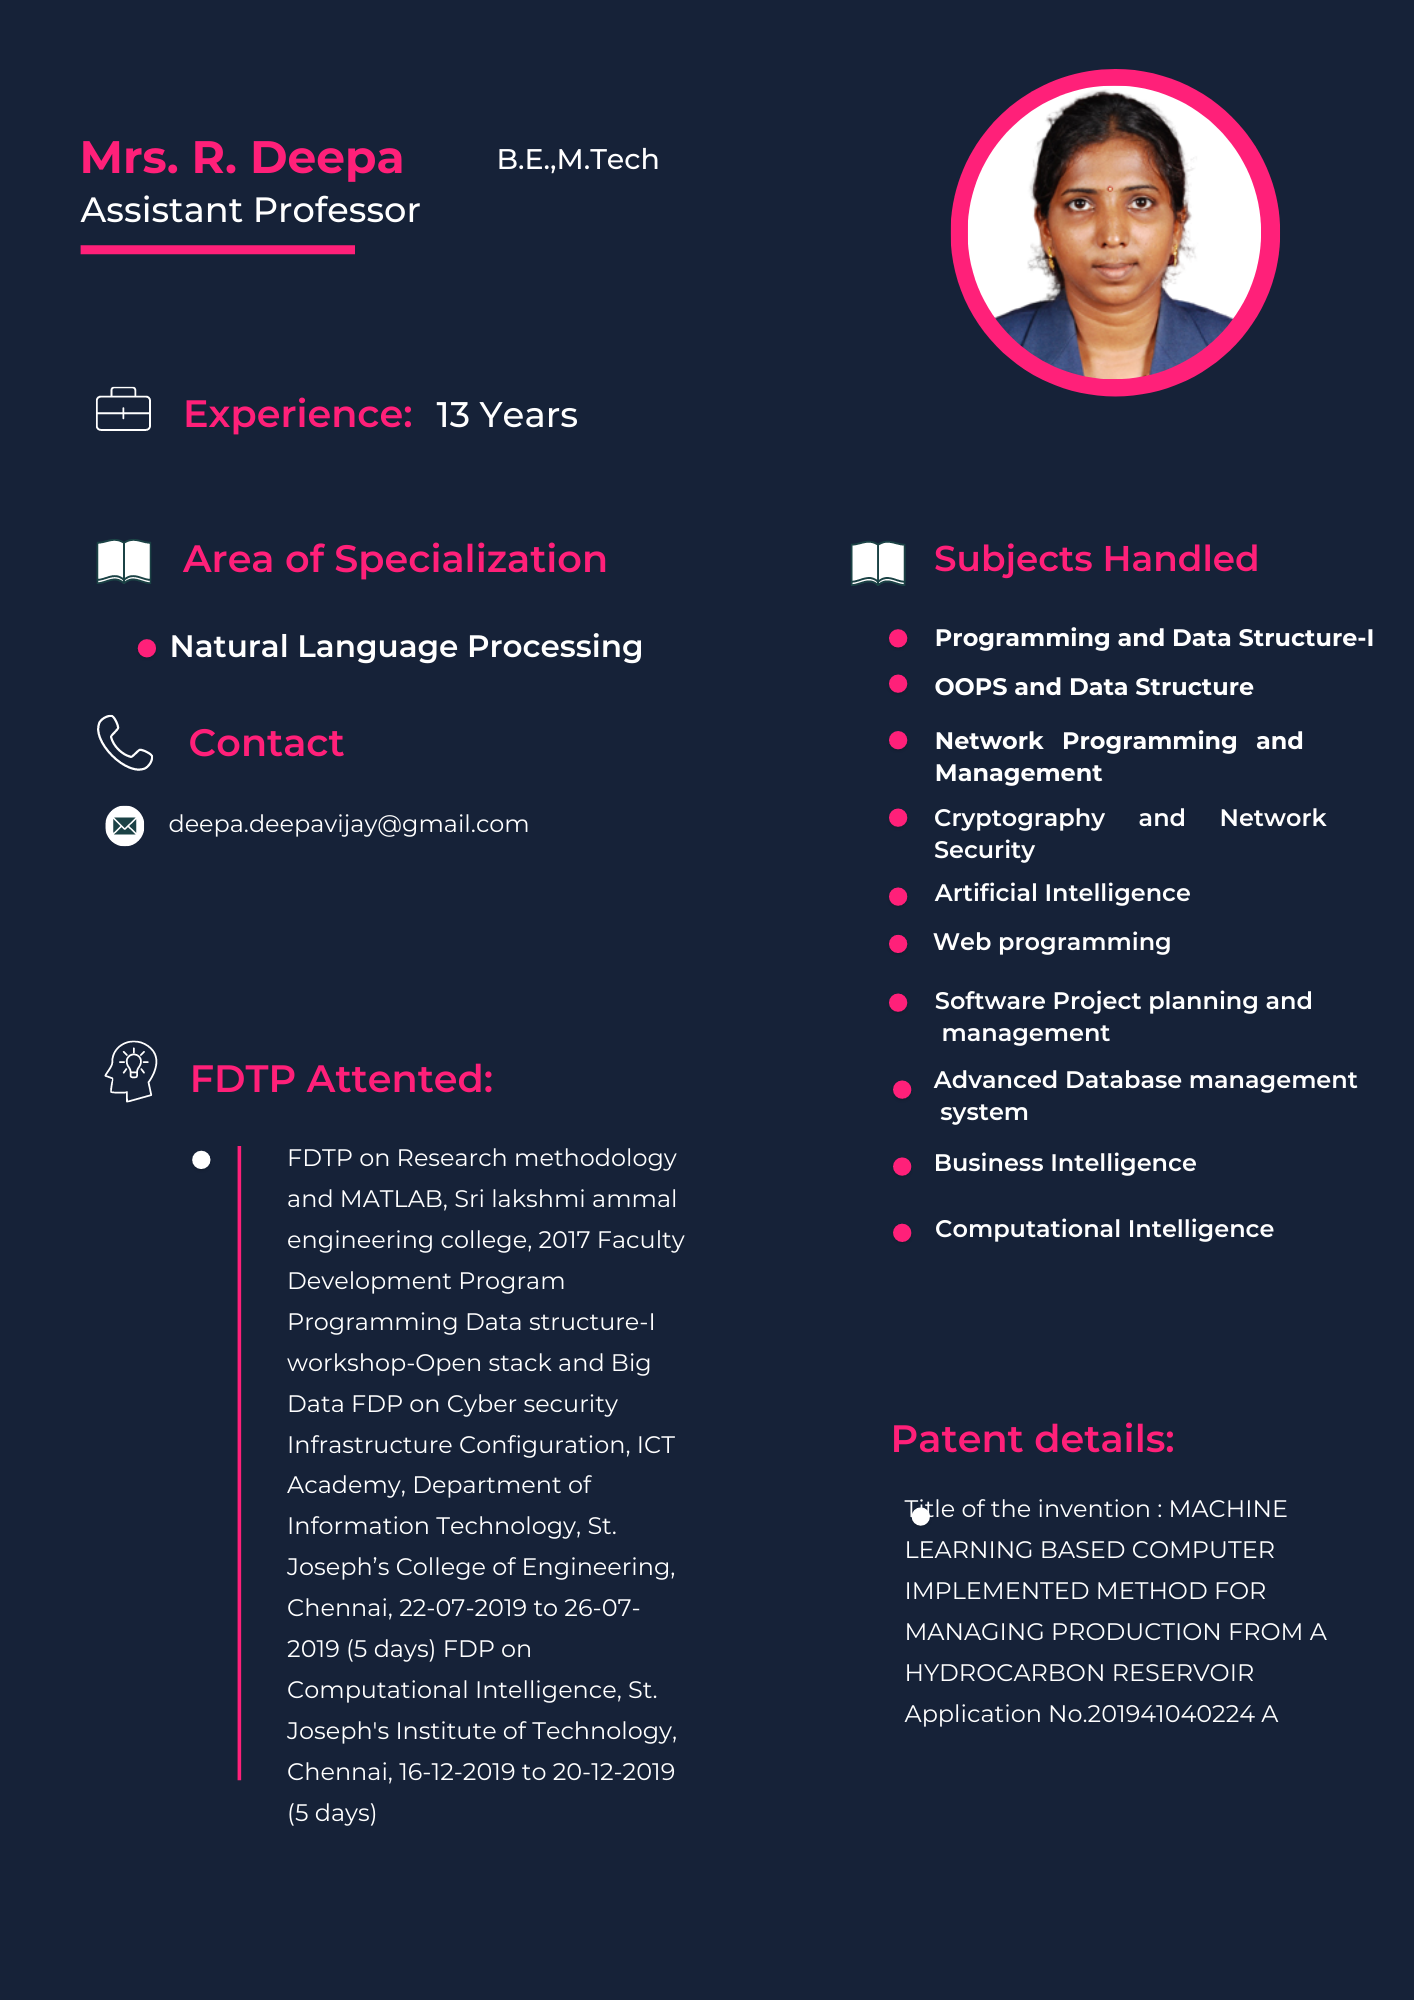 Mrs. R. Deepa
B.E.,M.Tech
Assistant Professor
Experience: 13 Years
Area of Specialization
Natural Language Processing
Contact
deepa.deepavijay@gmail.com
FDTP Attented:
FDTP on Research methodology
and MATLAB, Sri lakshmi ammal
engineering college, 2017 Faculty
Development Program
Programming Data structure-I
workshop-Open stack and Big
Data FDP on Cyber security
Infrastructure Configuration, ICT
Academy, Department of
Information Technology, St.
Joseph’s College of Engineering,
Chennai, 22-07-2019 to 26-07-
2019 (5 days) FDP on
Computational Intelligence, St.
Joseph's Institute of Technology,
Chennai, 16-12-2019 to 20-12-2019
(5 days)
Subjects Handled
Programming and Data Structure-I
OOPS and Data Structure
Network Programming and
Management
Cryptography and Network
Security
Artificial Intelligence
Web programming
Software Project planning and
management
Advanced Database management
system
Business Intelligence
Computational Intelligence
Patent details:
Title of the invention : MACHINE
LEARNING BASED COMPUTER
IMPLEMENTED METHOD FOR
MANAGING PRODUCTION FROM A
HYDROCARBON RESERVOIR
Application No.201941040224 A